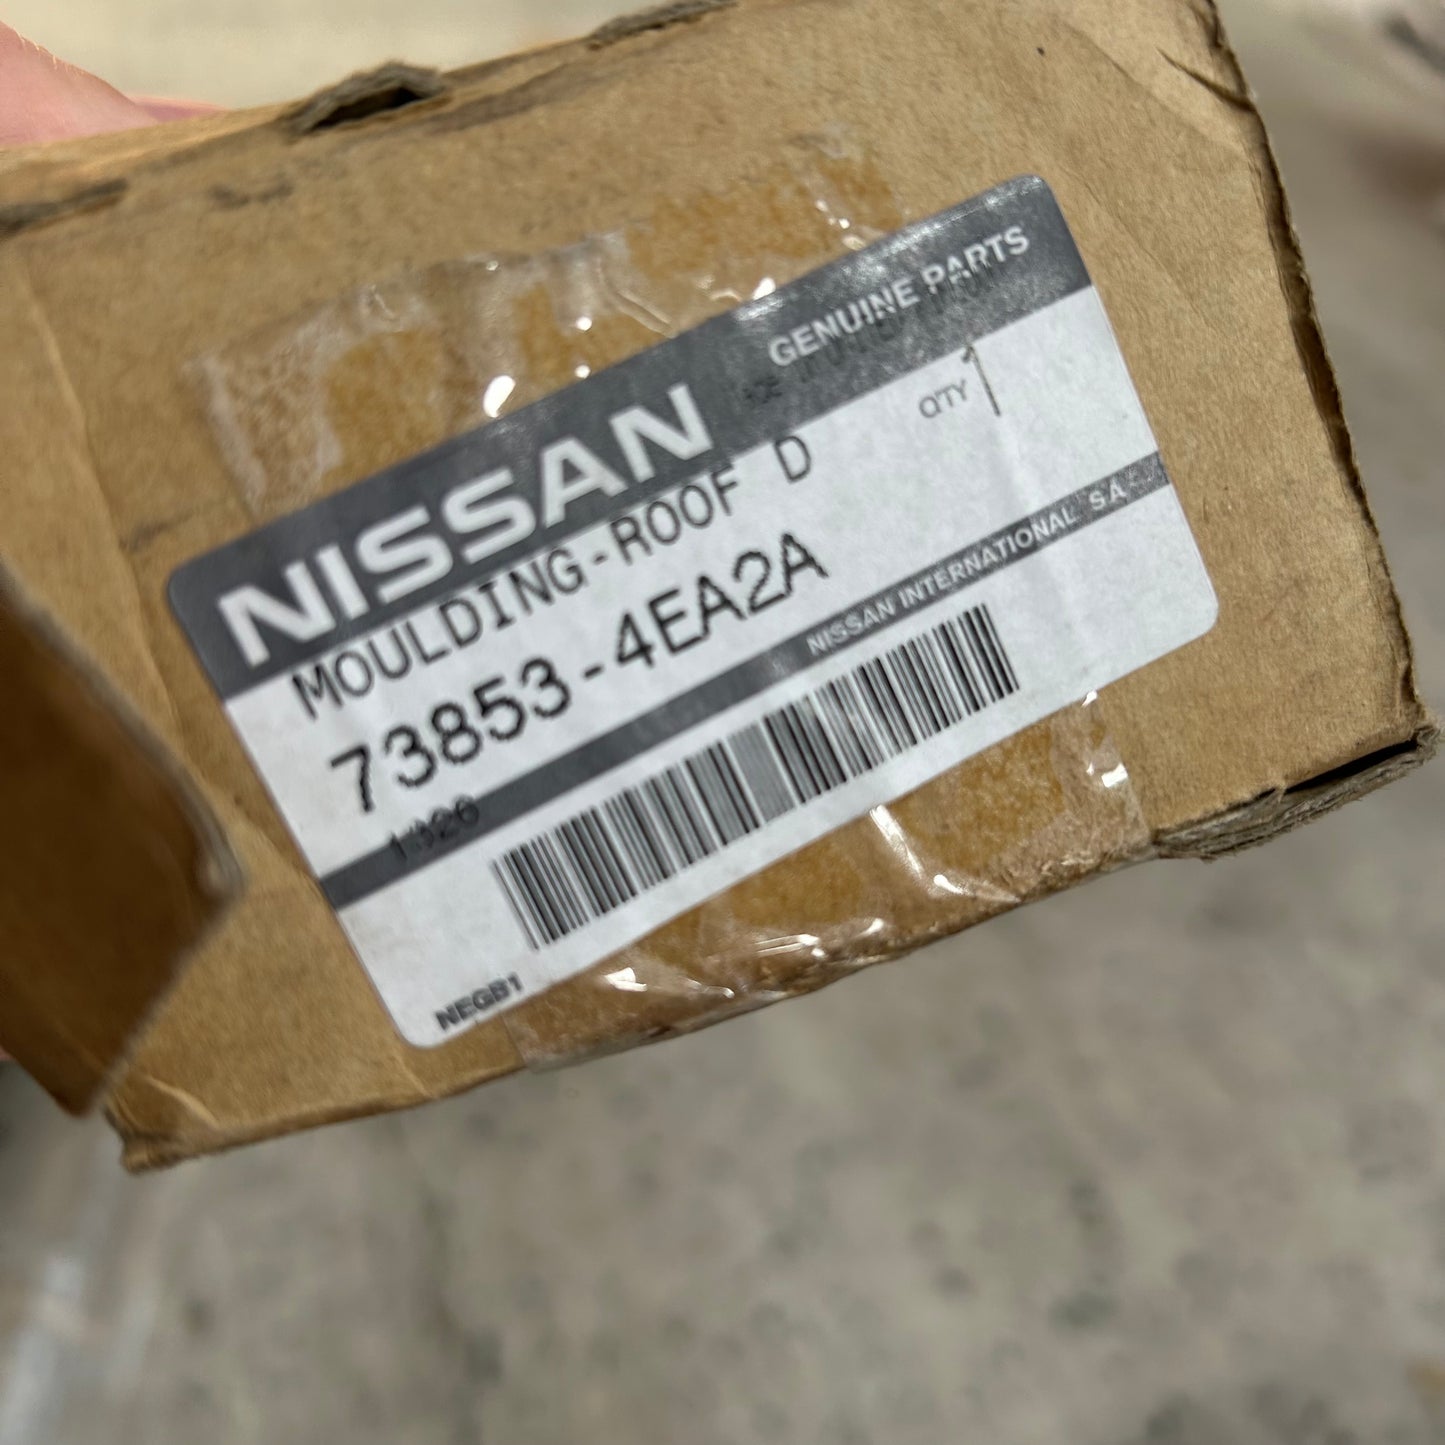 NISSAN GENUINE PARTS
MOULDING-ROOF D QTY 1
73853-4EA2A
NISSAN INTERNATIONAL SA
NEGB1